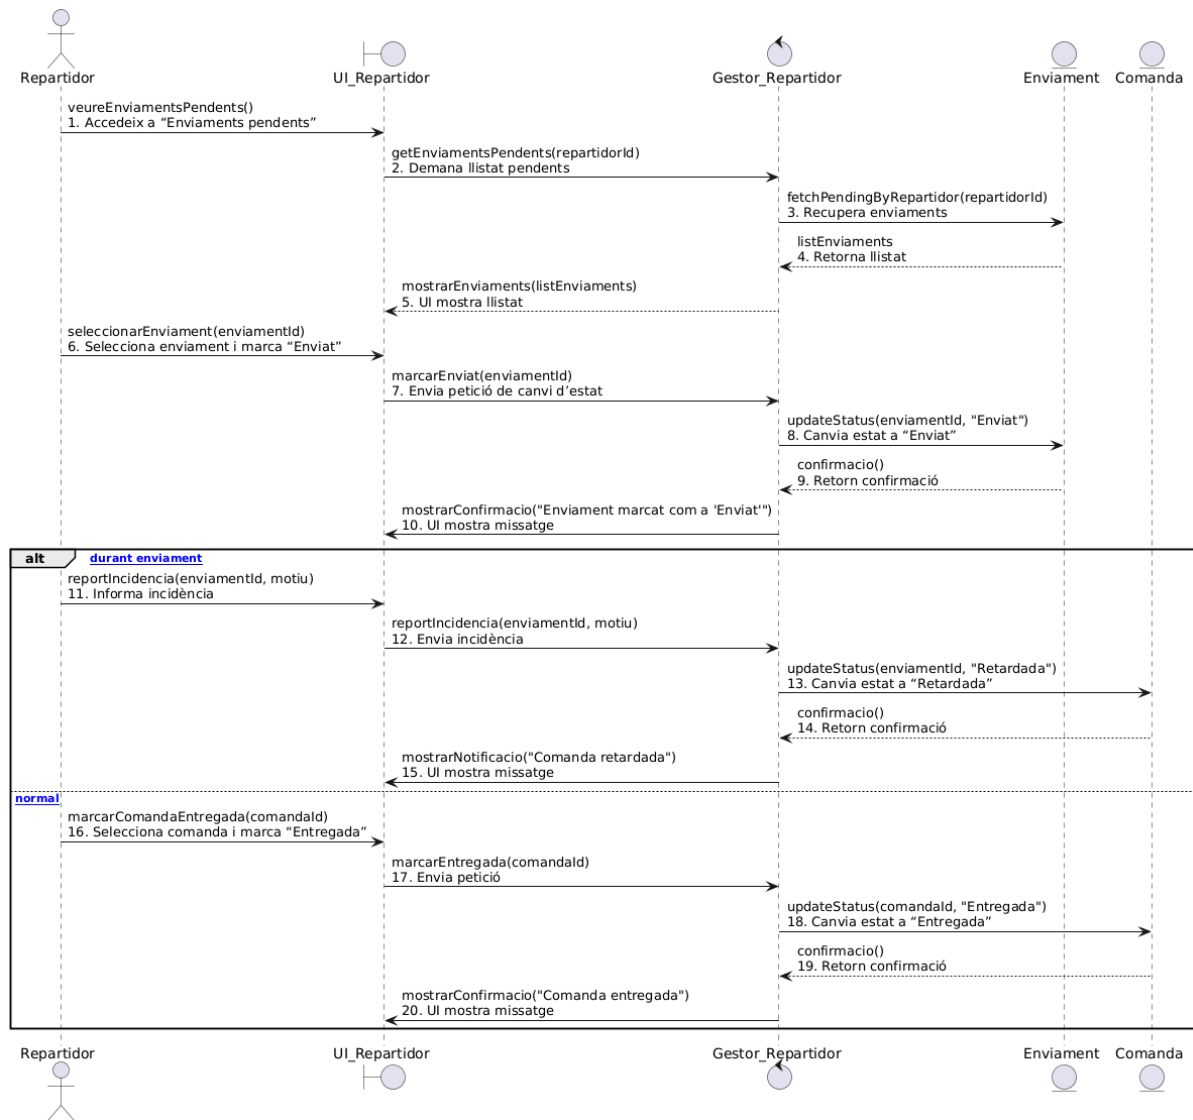 Repartidor
UI_Repartidor
Gestor_Repartidor
Enviament
Comanda
veureEnviamentsPendents()
1. Accedeix a “Enviaments pendents”
getEnviamentsPendents(repartidorId)
2. Demana llistat pendents
fetchPendingByRepartidor(repartidorId)
3. Recupera enviaments
listEnviaments
4. Retorna llistat
mostrarEnviaments(listEnviaments)
5. UI mostra llistat
seleccionarEnviament(enviamentId)
6. Selecciona enviament i marca “Enviat”
marcarEnviat(enviamentId)
7. Envia petició de canvi d’estat
updateStatus(enviamentId, "Enviat")
8. Canvia estat a “Enviat”
confirmacio()
9. Retorn confirmació
mostrarConfirmacio("Enviament marcat com a 'Enviat'")
10. UI mostra missatge
alt
durant enviament
reportIncidencia(enviamentId, motiu)
11. Informa incidència
reportIncidencia(enviamentId, motiu)
12. Envia incidència
updateStatus(enviamentId, "Retardada")
13. Canvia estat a “Retardada”
confirmacio()
14. Retorn confirmació
mostrarNotificacio("Comanda retardada")
15. UI mostra missatge
normal
marcarComandaEntregada(comandaId)
16. Selecciona comanda i marca “Entregada”
marcarEntregada(comandaId)
17. Envia petició
updateStatus(comandaId, "Entregada")
18. Canvia estat a “Entregada”
confirmacio()
19. Retorn confirmació
mostrarConfirmacio("Comanda entregada")
20. UI mostra missatge
Repartidor
UI_Repartidor
Gestor_Repartidor
Enviament
Comanda